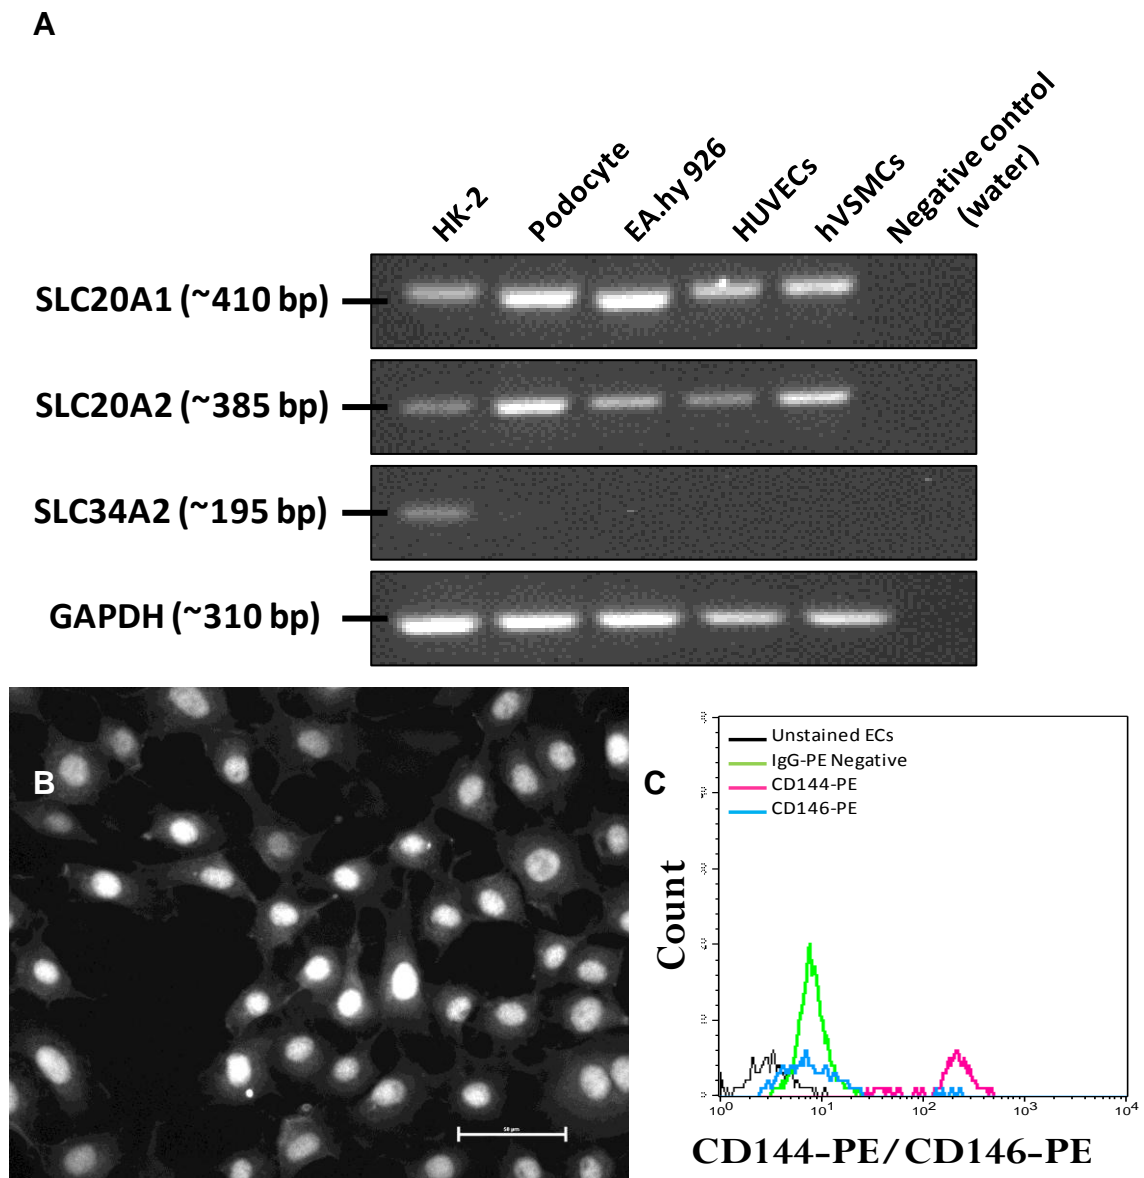 A
HK-2
Podocyte
EA.hy 926
HUVECs
hVSMCs
Negative control
(water)
SLC20A1 (~410 bp)
SLC20A2 (~385 bp)
SLC34A2 (~195 bp)
GAPDH (~310 bp)
B
50 µm
C
Unstained ECs
IgG-PE Negative
CD144-PE
CD146-PE
Count
10⁰ 10¹ 10² 10³ 10⁴
CD144-PE/CD146-PE